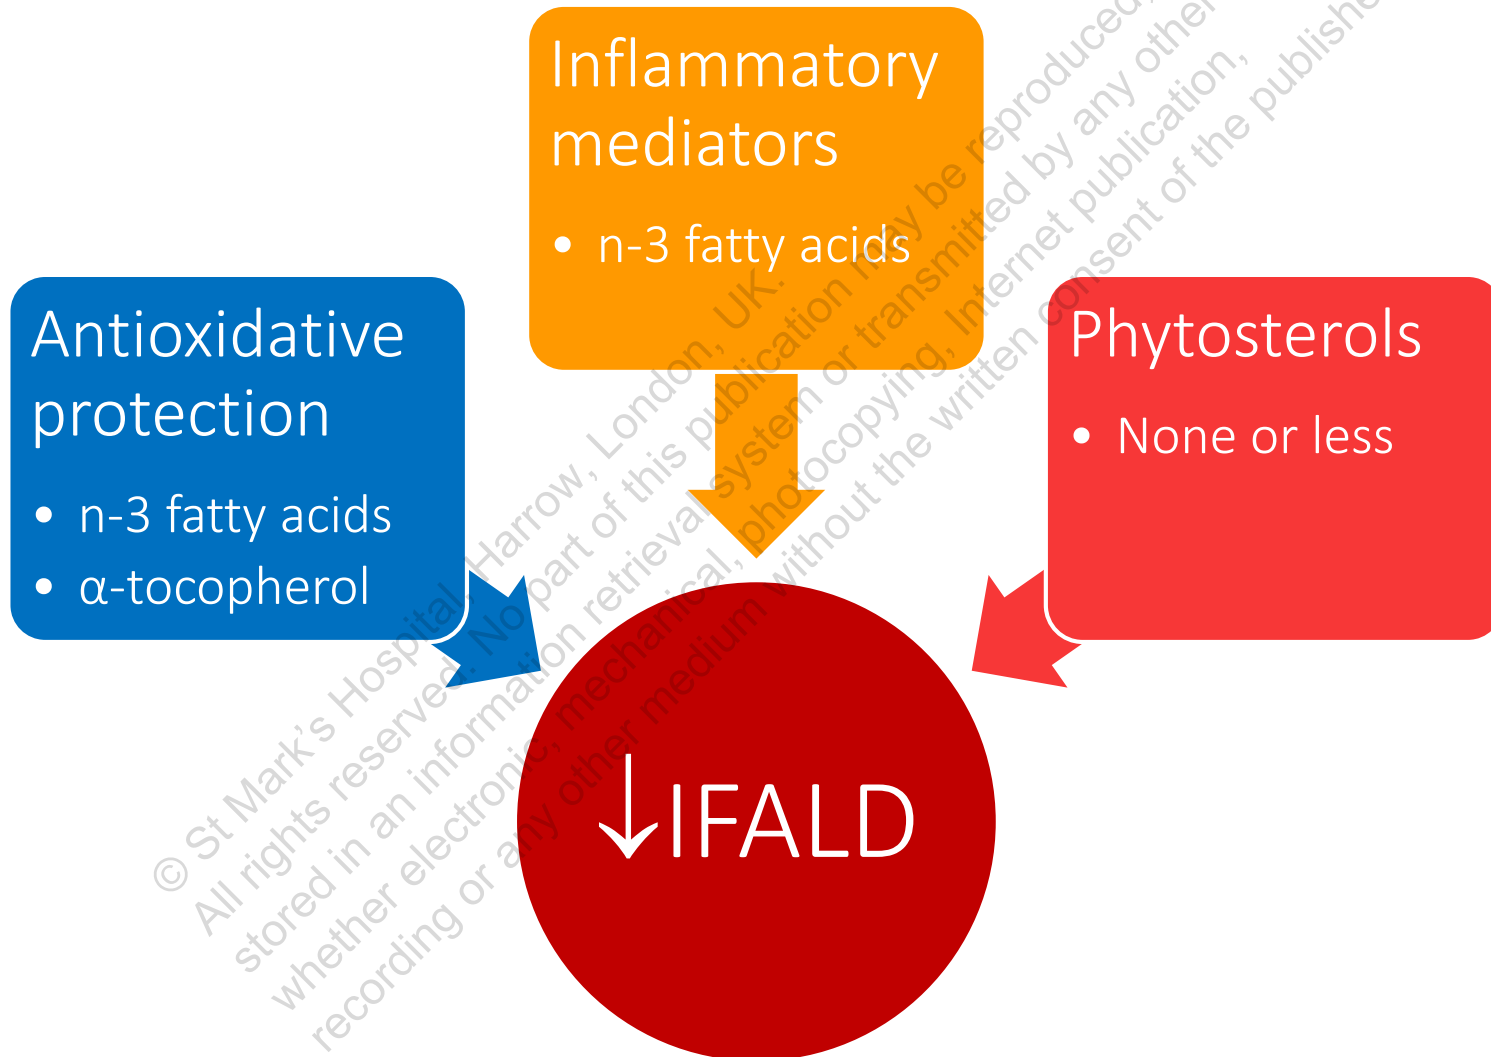 Inflammatory
mediators
• n-3 fatty acids
Antioxidative
protection
• n-3 fatty acids
• α-tocopherol
Phytosterols
• None or less
↓IFALD
© St Mark's Hospital, Harrow, London, UK.
All rights reserved. No part of this publication may be reproduced,
stored in an information retrieval system or transmitted by any other
whether electronic, mechanical, photocopying, Internet publication,
recording or any other medium without the written consent of the publishe